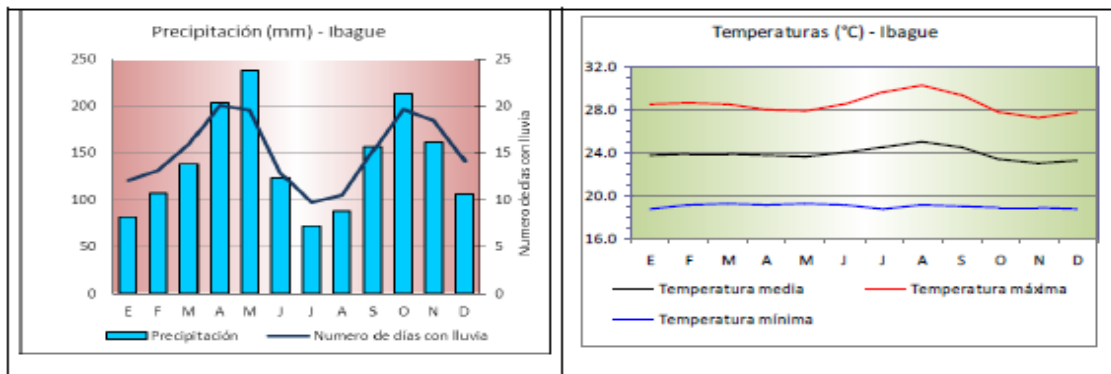 Precipitación (mm) - Ibague
250
200
150
100
50
0
25
20
15
10
5
0
Numero de días con lluvia
E F M A M J J A S O N D
Precipitación
Numero de días con lluvia
Temperaturas (°C) - Ibague
32.0
28.0
24.0
20.0
16.0
E F M A M J J A S O N D
Temperatura media
Temperatura máxima
Temperatura mínima